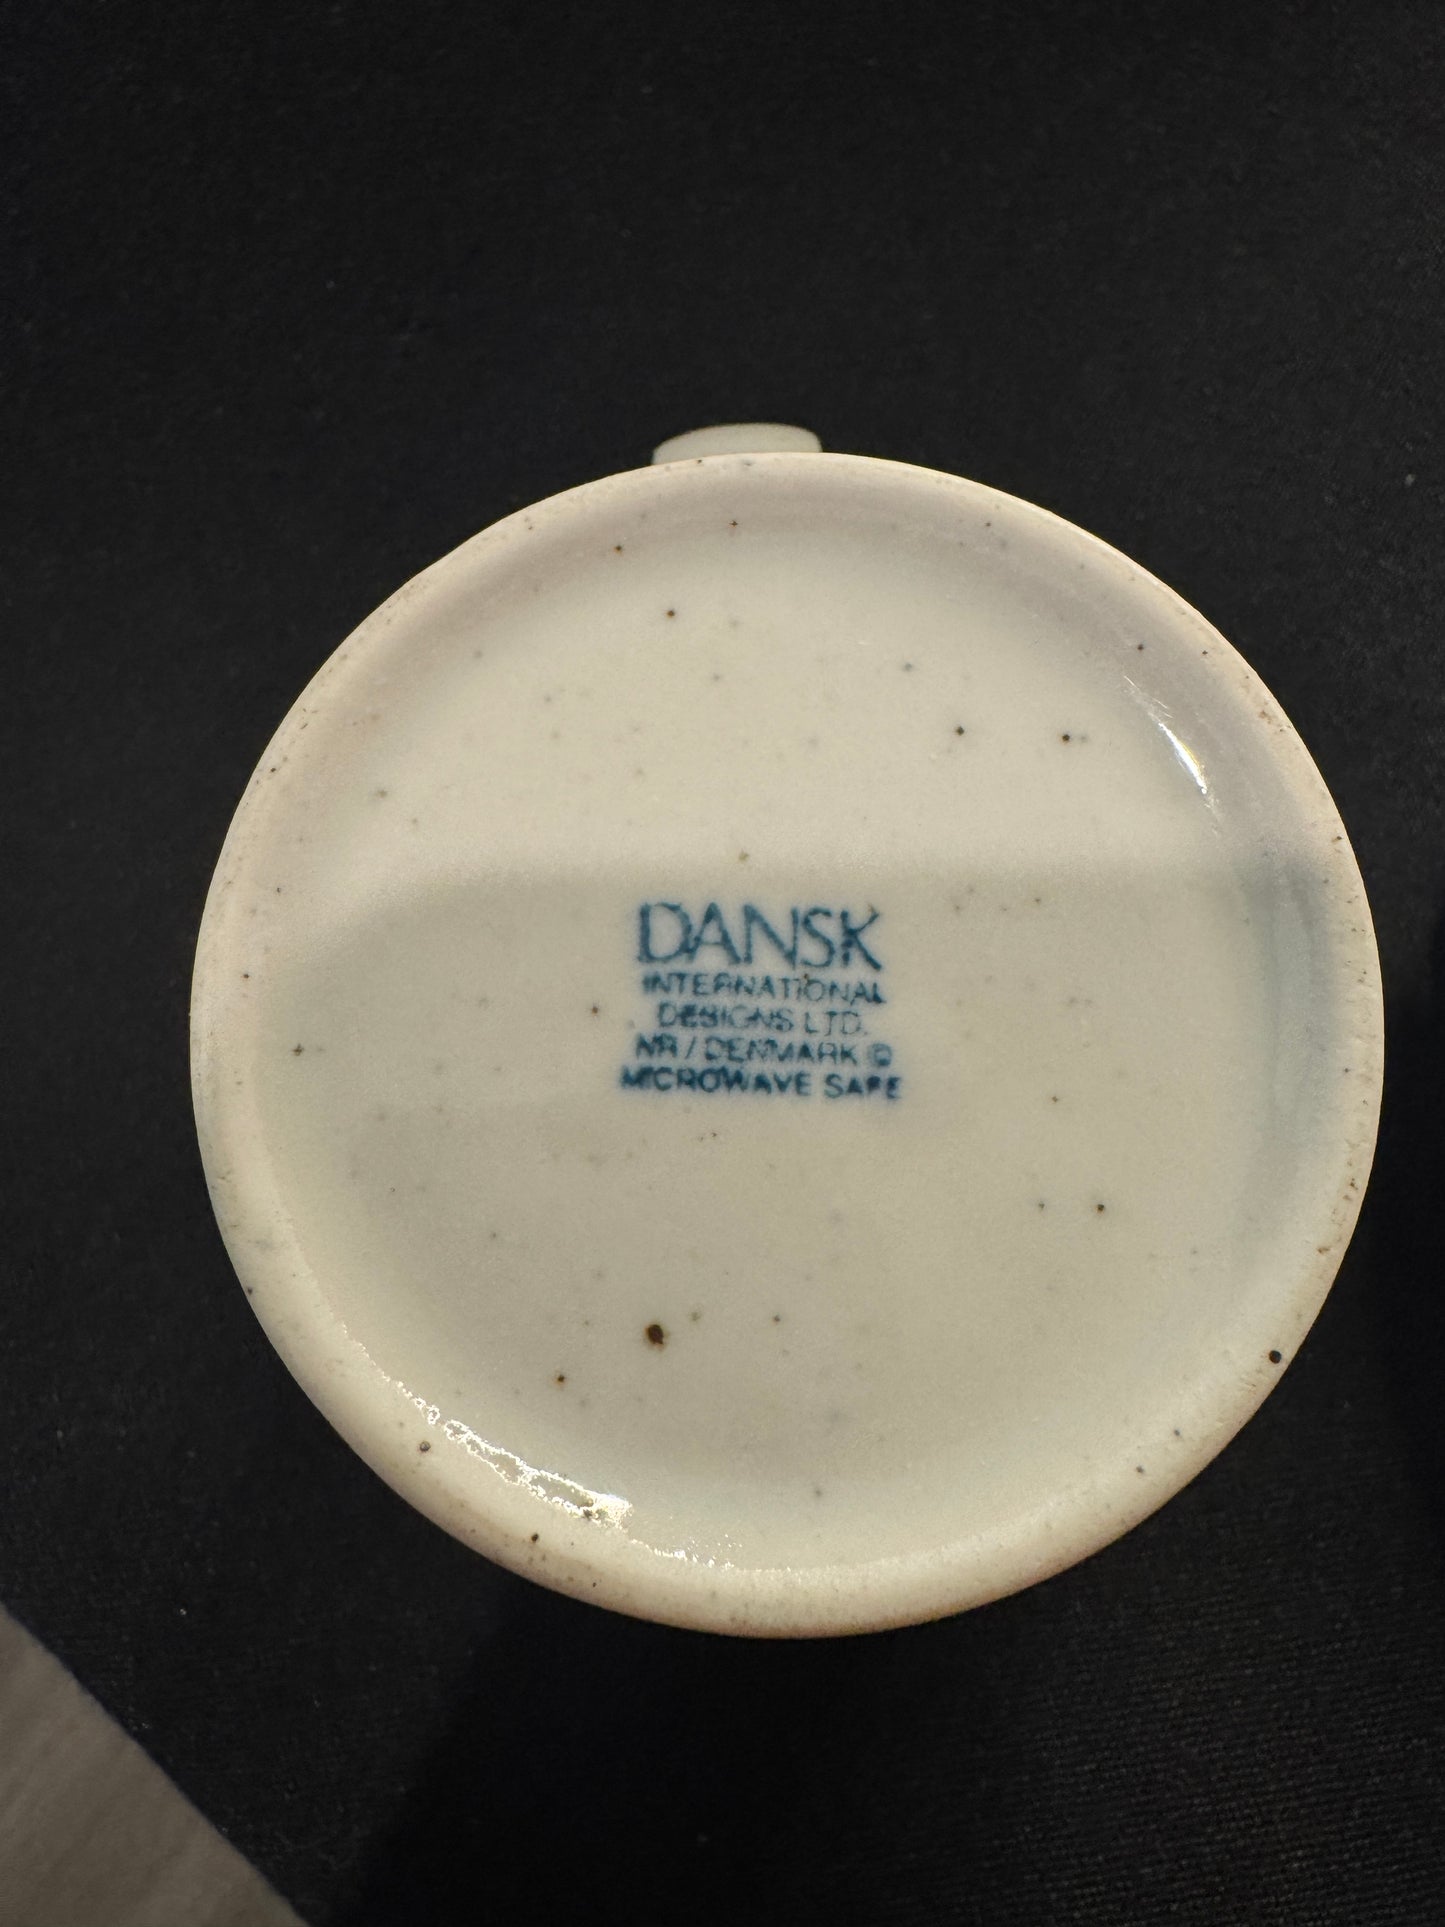 DANSK
INTERNATIONAL
DESIGNS LTD.
NR / DENMARK ©
MICROWAVE SAFE